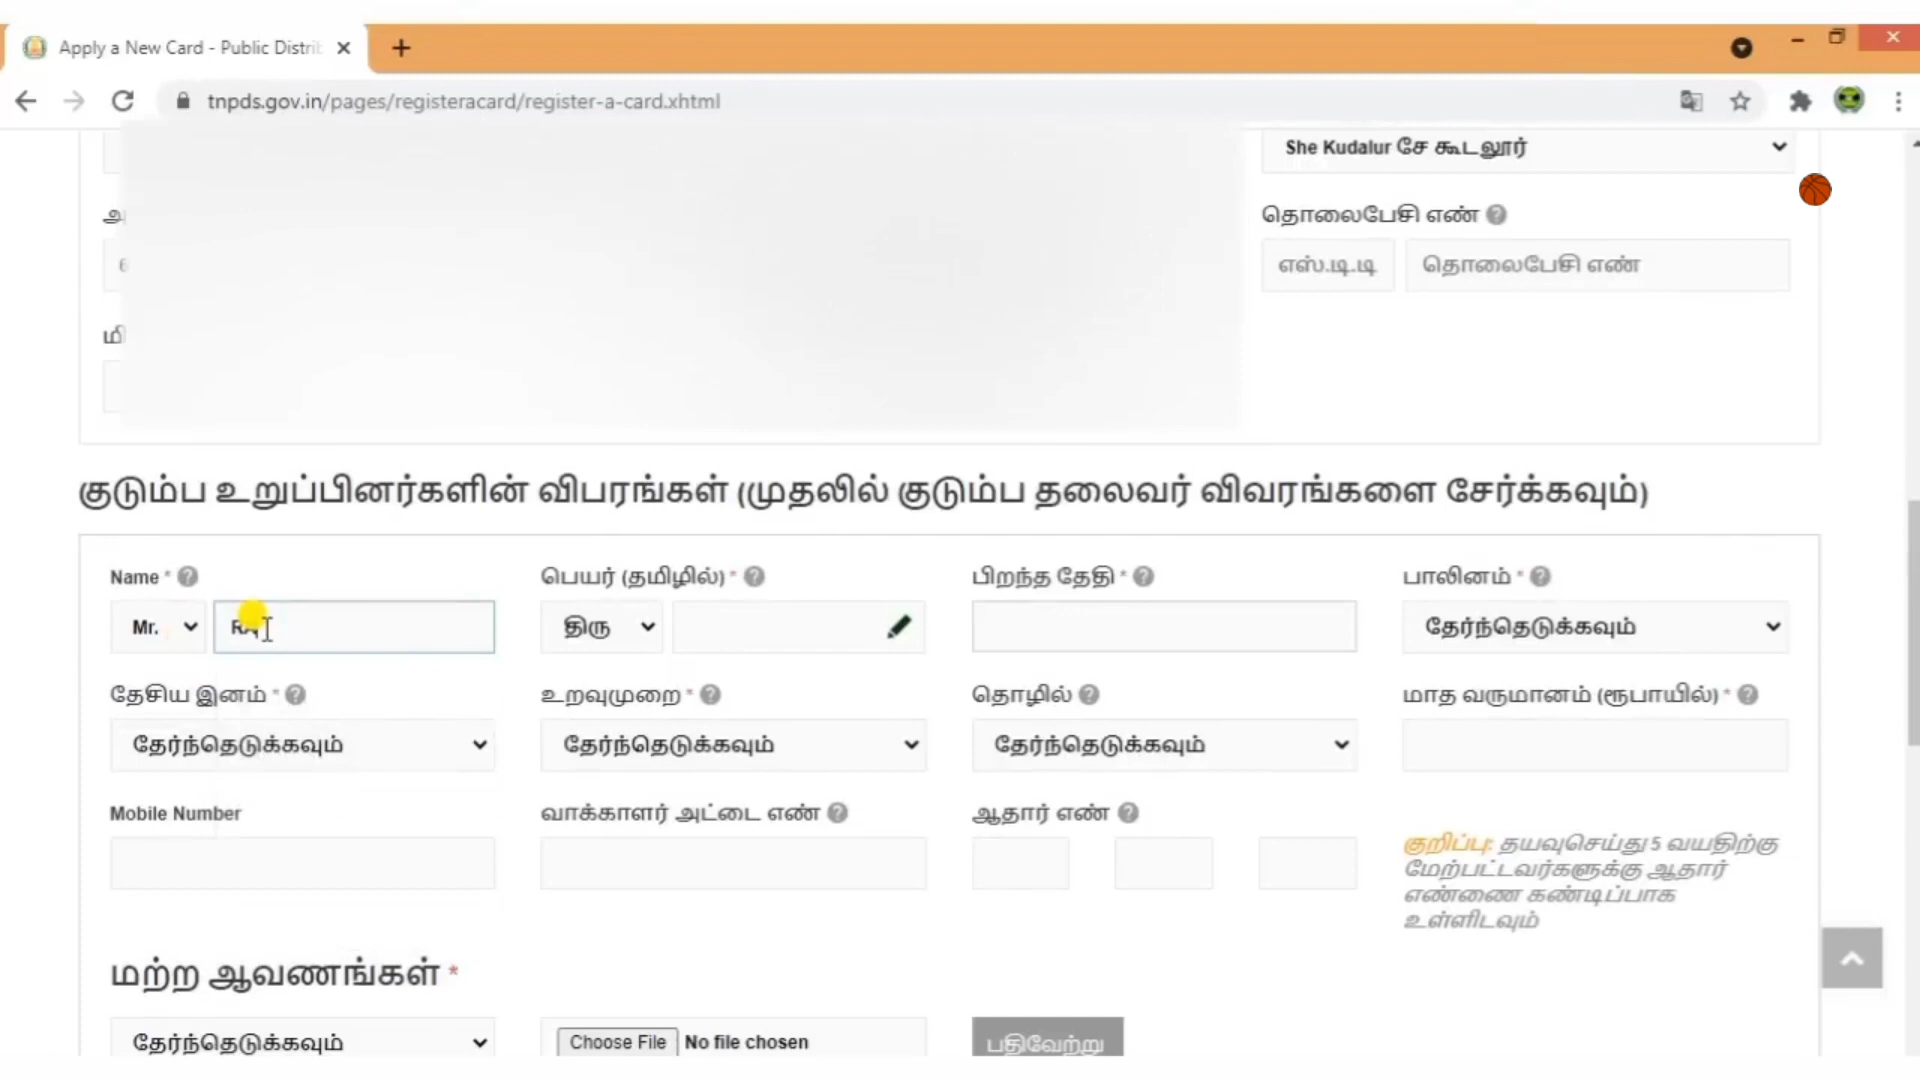 Apply a New Card - Public Distrib
tnpds.gov.in/pages/registeracard/register-a-card.xhtml
She Kudalur சே கூடலூர்
தொலைபேசி எண்
எஸ்.டி.டி தொலைபேசி எண்
மி
குடும்ப உறுப்பினர்களின் விபரங்கள் (முதலில் குடும்ப தலைவர் விவரங்களை சேர்க்கவும்)
Name * பெயர் (தமிழில்) * பிறந்த தேதி * பாலினம் *
Mr. RA திரு தேர்ந்தெடுக்கவும்
தேசிய இனம் * உறவுமுறை * தொழில் மாத வருமானம் (ரூபாயில்) *
தேர்ந்தெடுக்கவும் தேர்ந்தெடுக்கவும் தேர்ந்தெடுக்கவும்
Mobile Number வாக்காளர் அட்டை எண் ஆதார் எண்
குறிப்பு: தயவுசெய்து 5 வயதிற்கு
மேற்பட்டவர்களுக்கு ஆதார்
எண்ணை கண்டிப்பாக
உள்ளிடவும்
மற்ற ஆவணங்கள் *
தேர்ந்தெடுக்கவும் Choose File No file chosen பதிவேற்று